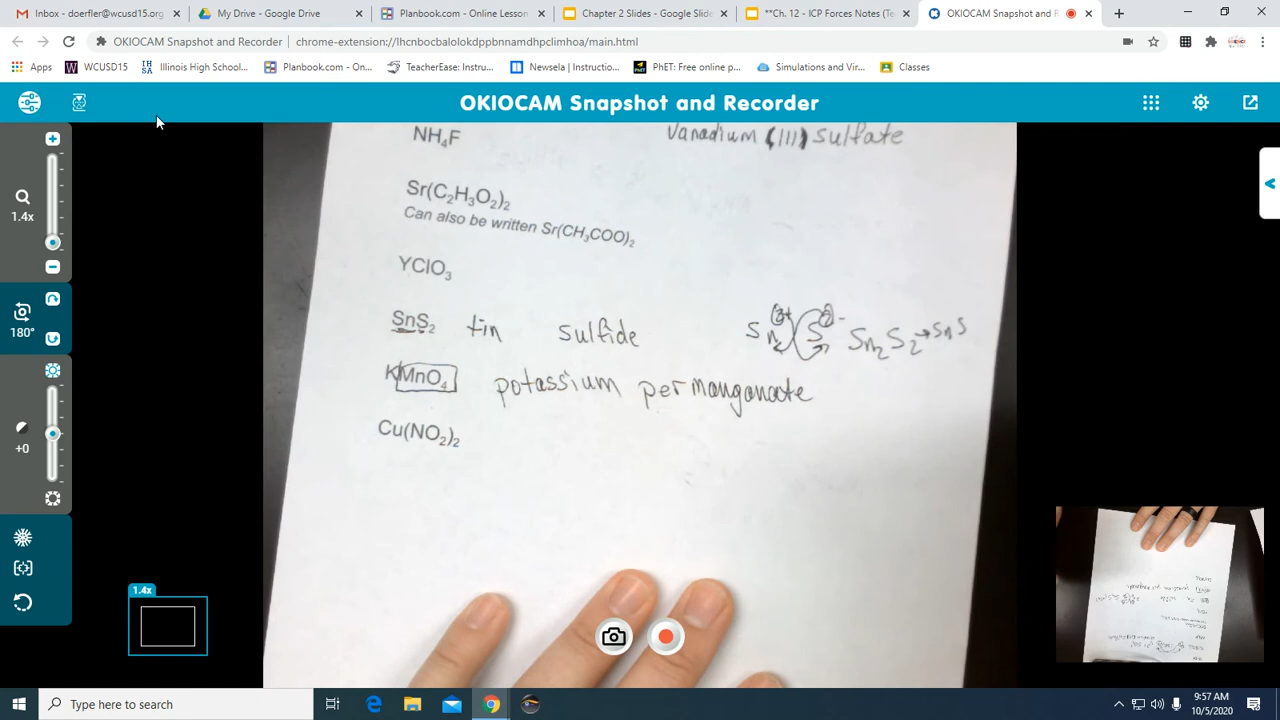 Inbox - doerfler@wcusd15.org
My Drive - Google Drive
Planbook.com - Online Lesson
Chapter 2 Slides - Google Slide
**Ch. 12 - ICP Forces Notes (Te
OKIOCAM Snapshot and R
OKIOCAM Snapshot and Recorder | chrome-extension://lhcnbocbalolokdppbnnamdhpclimhoa/main.html
Apps
WCUSD15
Illinois High School...
Planbook.com - On...
TeacherEase: Instru...
Newsela | Instructio...
PhET: Free online p...
Simulations and Vir...
Classes
OKIOCAM Snapshot and Recorder
1.4x
180°
+0
NH₄F Vanadium (III) sulfate
Sr(C₂H₃O₂)₂
Can also be written Sr(CH₃COO)₂
YClO₃
SnS₂ tin sulfide Sn 2+ S 2- Sn₂S₂→SnS
KMnO₄ potassium permanganate
Cu(NO₂)₂
1.4x
Type here to search
9:57 AM
10/5/2020